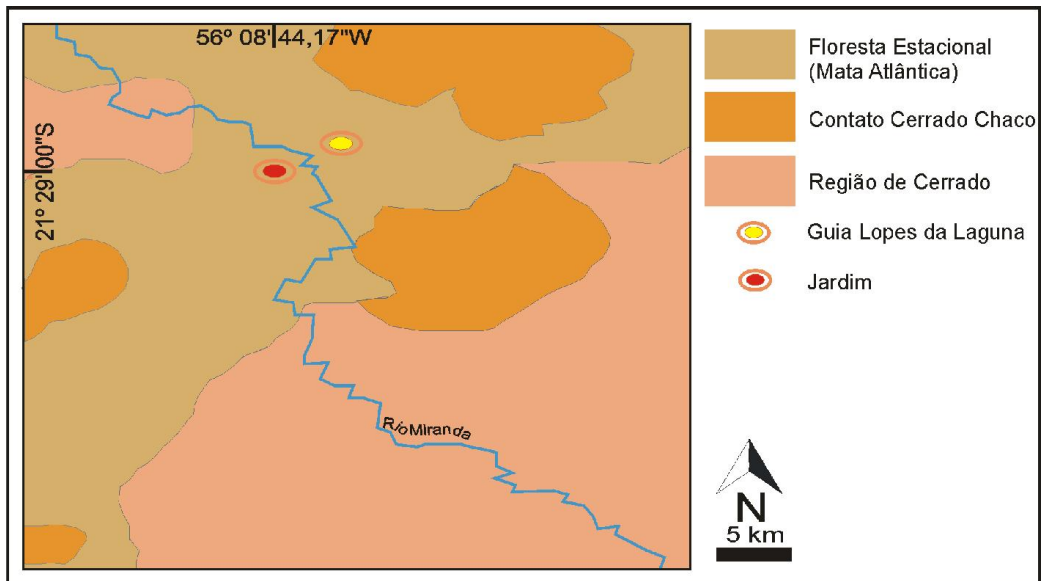 56º 08' 44,17"W
21º 29' 00"S
Rio Miranda
Floresta Estacional
(Mata Atlântica)
Contato Cerrado Chaco
Região de Cerrado
Guia Lopes da Laguna
Jardim
N
5 km